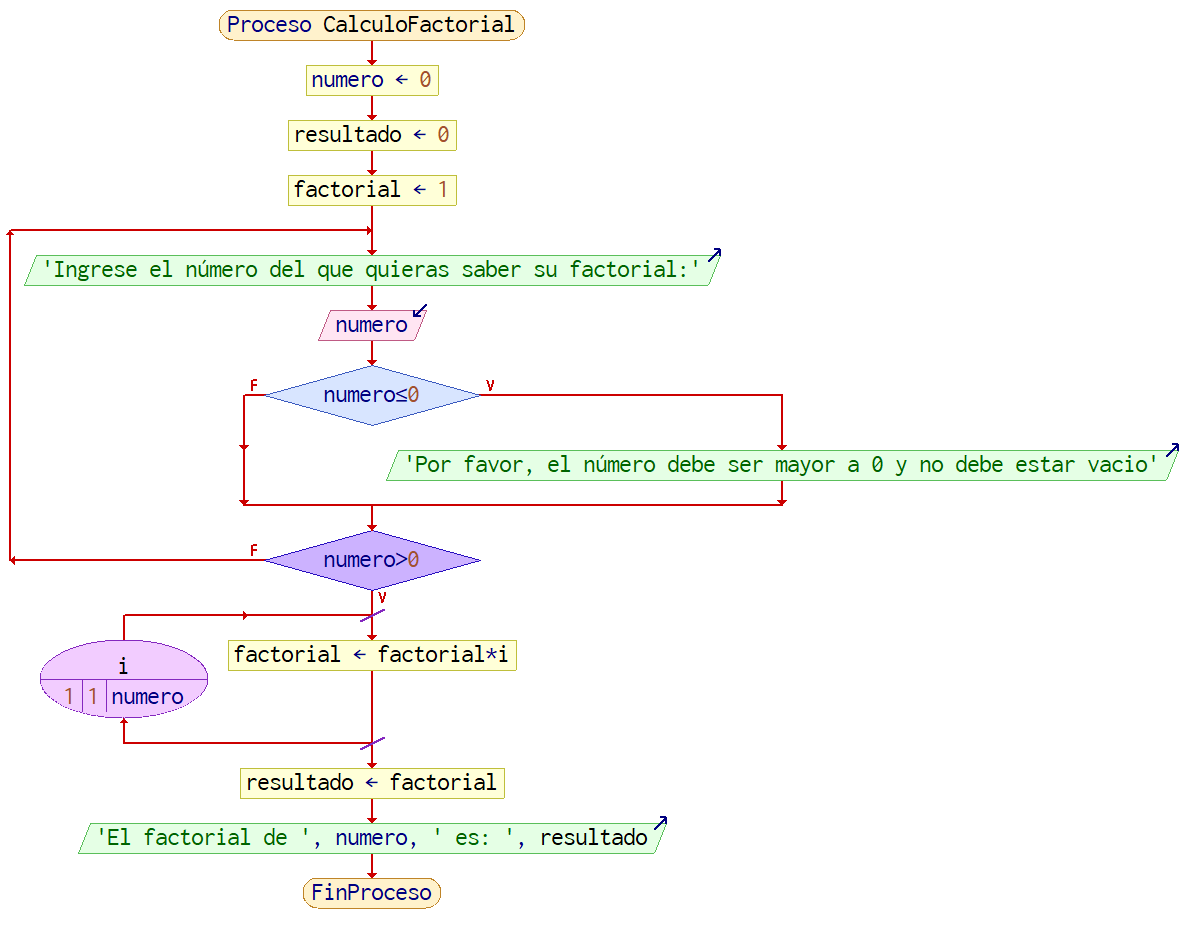 Proceso CalculoFactorial
numero ← 0
resultado ← 0
factorial ← 1
'Ingrese el número del que quieras saber su factorial:'
numero
F numero≤0 V
'Por favor, el número debe ser mayor a 0 y no debe estar vacio'
F numero>0
V
factorial ← factorial*i
i
1 1 numero
resultado ← factorial
'El factorial de ', numero, ' es: ', resultado
FinProceso